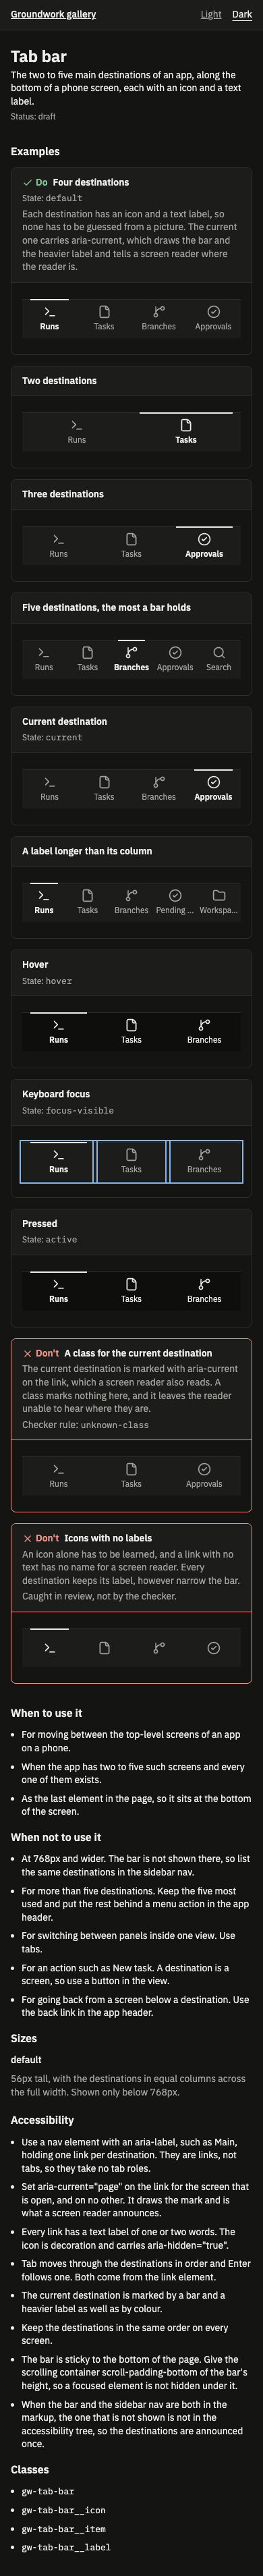 Groundwork gallery
Light Dark
Tab bar
The two to five main destinations of an app, along the
bottom of a phone screen, each with an icon and a text
label.
Status: draft
Examples
Do Four destinations
State: default
Each destination has an icon and a text label, so
none has to be guessed from a picture. The current
one carries aria-current, which draws the bar and
the heavier label and tells a screen reader where
the reader is.
Runs Tasks Branches Approvals
Two destinations
Runs Tasks
Three destinations
Runs Tasks Approvals
Five destinations, the most a bar holds
Runs Tasks Branches Approvals Search
Current destination
State: current
Runs Tasks Branches Approvals
A label longer than its column
Runs Tasks Branches Pending ... Workspa...
Hover
State: hover
Runs Tasks Branches
Keyboard focus
State: focus-visible
Runs Tasks Branches
Pressed
State: active
Runs Tasks Branches
Don't A class for the current destination
The current destination is marked with aria-current
on the link, which a screen reader also reads. A
class marks nothing here, and it leaves the reader
unable to hear where they are.
Checker rule: unknown-class
Runs Tasks Approvals
Don't Icons with no labels
An icon alone has to be learned, and a link with no
text has no name for a screen reader. Every
destination keeps its label, however narrow the bar.
Caught in review, not by the checker.
When to use it
• For moving between the top-level screens of an app
on a phone.
• When the app has two to five such screens and every
one of them exists.
• As the last element in the page, so it sits at the bottom
of the screen.
When not to use it
• At 768px and wider. The bar is not shown there, so list
the same destinations in the sidebar nav.
• For more than five destinations. Keep the five most
used and put the rest behind a menu action in the app
header.
• For switching between panels inside one view. Use
tabs.
• For an action such as New task. A destination is a
screen, so use a button in the view.
• For going back from a screen below a destination. Use
the back link in the app header.
Sizes
default
56px tall, with the destinations in equal columns across
the full width. Shown only below 768px.
Accessibility
• Use a nav element with an aria-label, such as Main,
holding one link per destination. They are links, not
tabs, so they take no tab roles.
• Set aria-current="page" on the link for the screen that
is open, and on no other. It draws the mark and is
what a screen reader announces.
• Every link has a text label of one or two words. The
icon is decoration and carries aria-hidden="true".
• Tab moves through the destinations in order and Enter
follows one. Both come from the link element.
• The current destination is marked by a bar and a
heavier label as well as by colour.
• Keep the destinations in the same order on every
screen.
• The bar is sticky to the bottom of the page. Give the
scrolling container scroll-padding-bottom of the bar's
height, so a focused element is not hidden under it.
• When the bar and the sidebar nav are both in the
markup, the one that is not shown is not in the
accessibility tree, so the destinations are announced
once.
Classes
• gw-tab-bar
• gw-tab-bar__icon
• gw-tab-bar__item
• gw-tab-bar__label